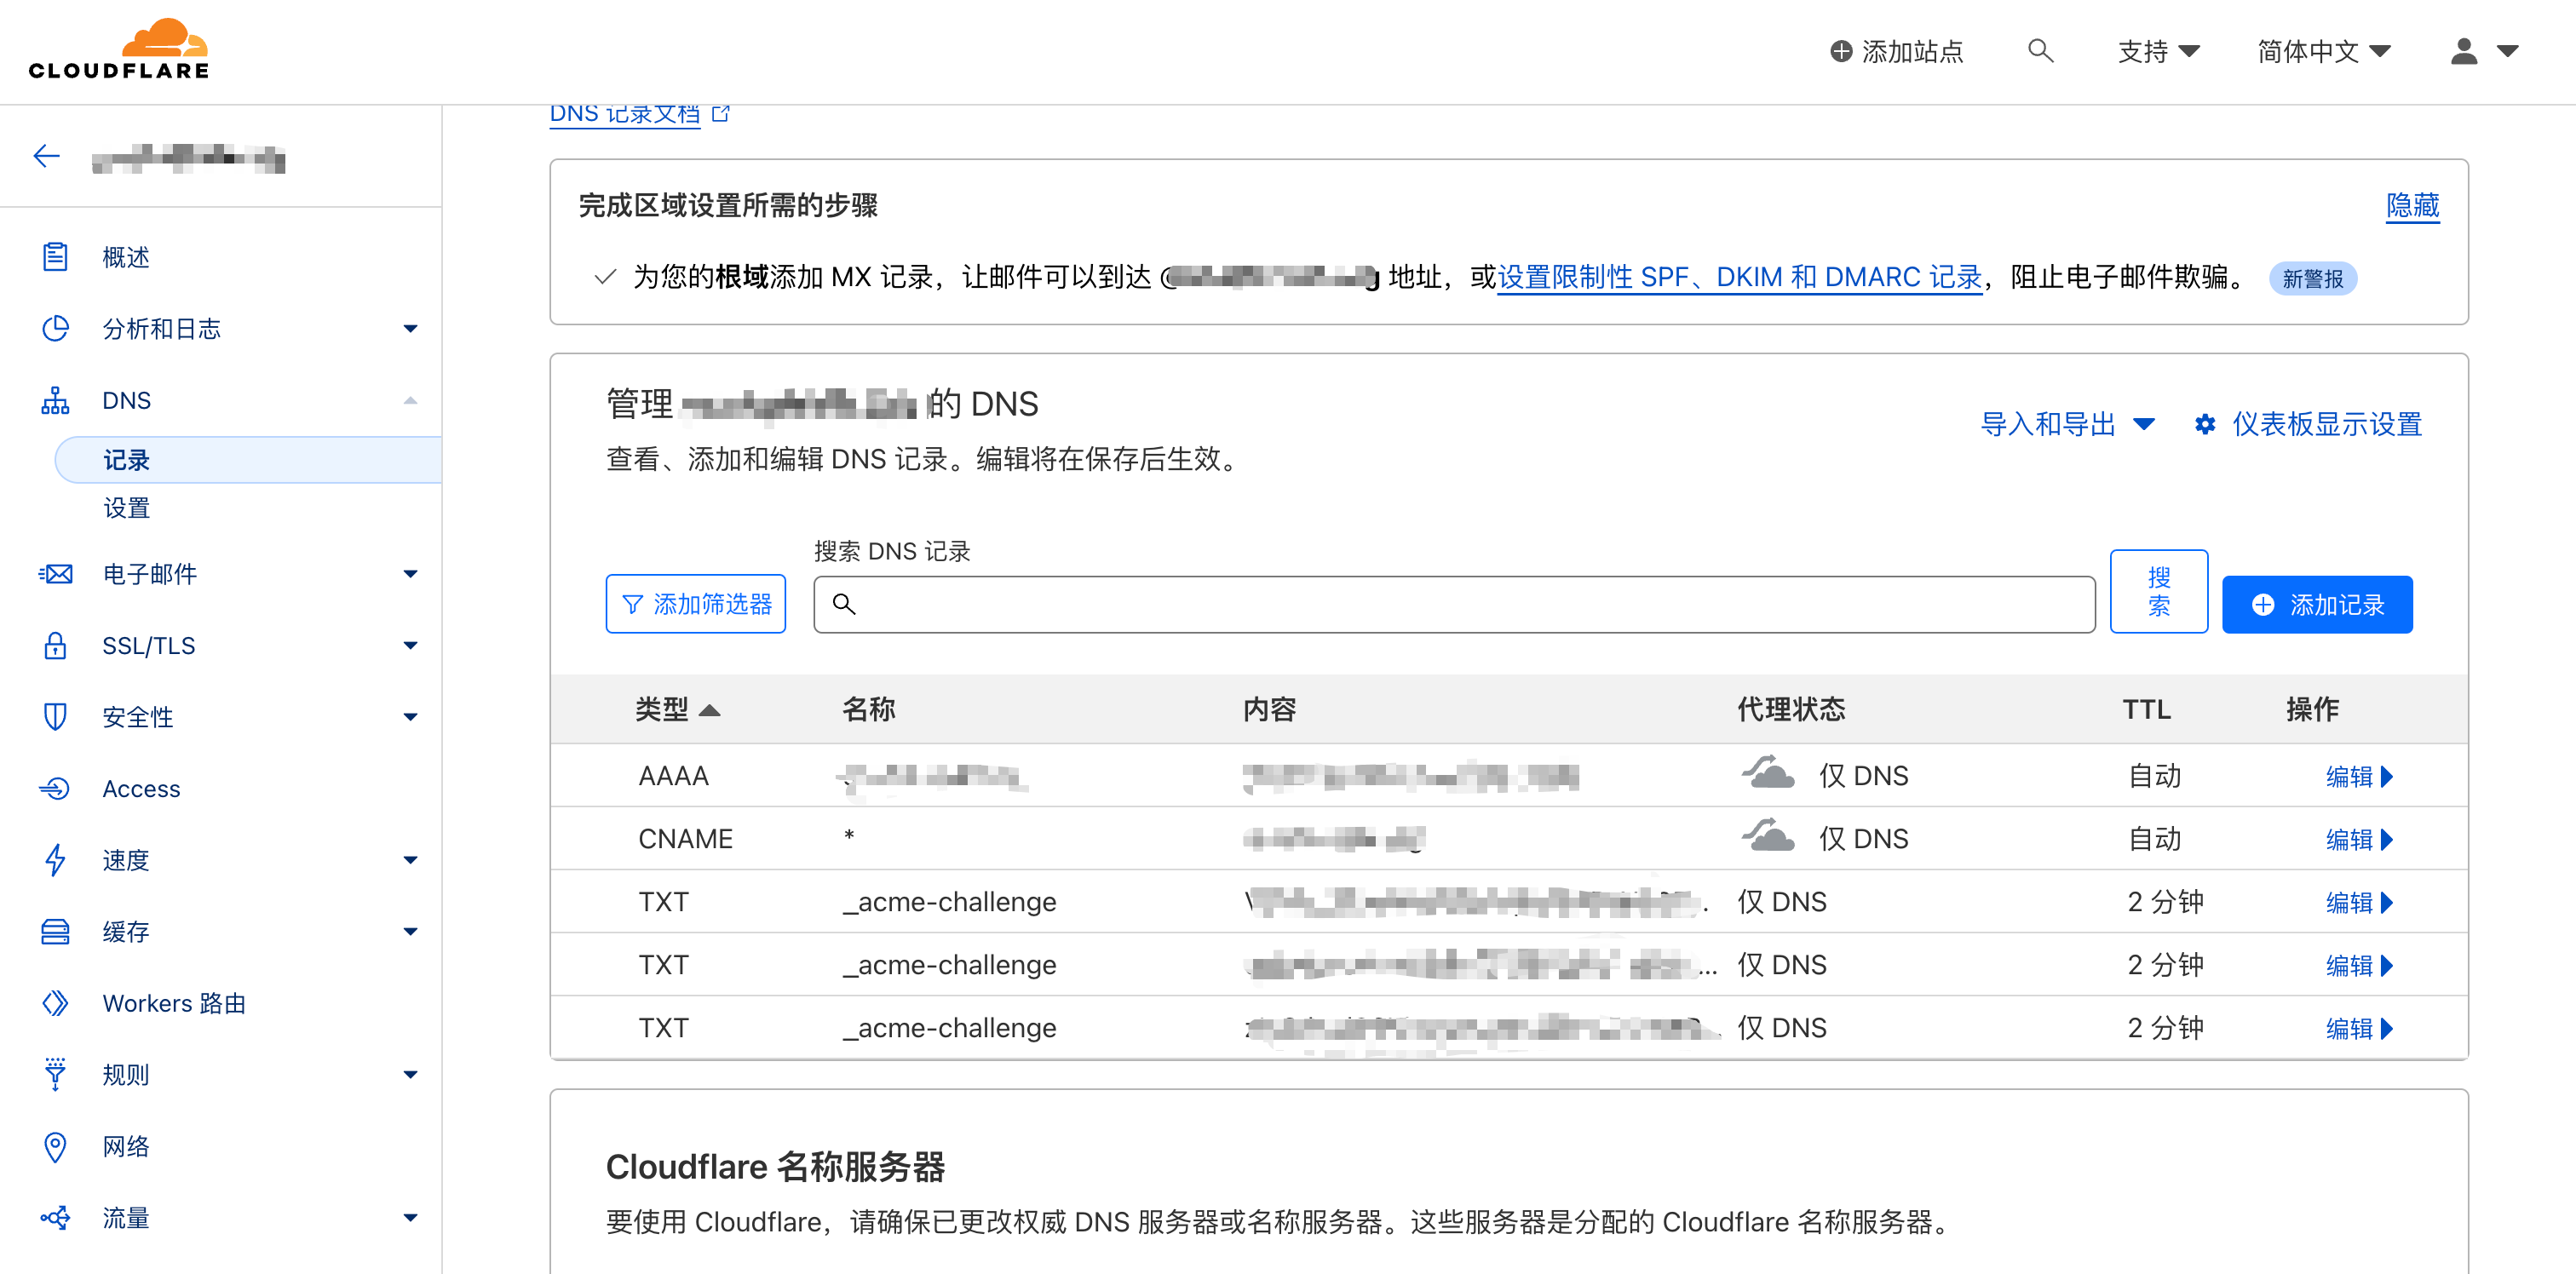 CLOUDFLARE
添加站点
支持
简体中文
DNS 记录文档
概述
分析和日志
DNS
记录
设置
电子邮件
SSL/TLS
安全性
Access
速度
缓存
Workers 路由
规则
网络
流量
完成区域设置所需的步骤
隐藏
为您的根域添加 MX 记录，让邮件可以到达 @ 地址，或设置限制性 SPF、DKIM 和 DMARC 记录，阻止电子邮件欺骗。 新警报
管理 的 DNS
查看、添加和编辑 DNS 记录。编辑将在保存后生效。
导入和导出 仪表板显示设置
搜索 DNS 记录
添加筛选器
搜索
添加记录
类型 名称 内容 代理状态 TTL 操作
AAAA 仅 DNS 自动 编辑
CNAME * 仅 DNS 自动 编辑
TXT _acme-challenge 仅 DNS 2 分钟 编辑
TXT _acme-challenge ... 仅 DNS 2 分钟 编辑
TXT _acme-challenge 仅 DNS 2 分钟 编辑
Cloudflare 名称服务器
要使用 Cloudflare，请确保已更改权威 DNS 服务器或名称服务器。这些服务器是分配的 Cloudflare 名称服务器。